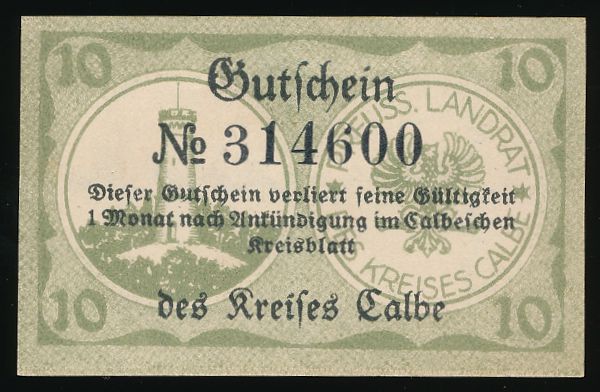 10 10
Gutschein
PREUSS. LANDRAT
№ 314600
Dieser Gutschein verliert seine Gültigkeit
1 Monat nach Ankündigung im Calbeschen
Kreisblatt
KREISES CALBE
des Kreises Calbe
10 10